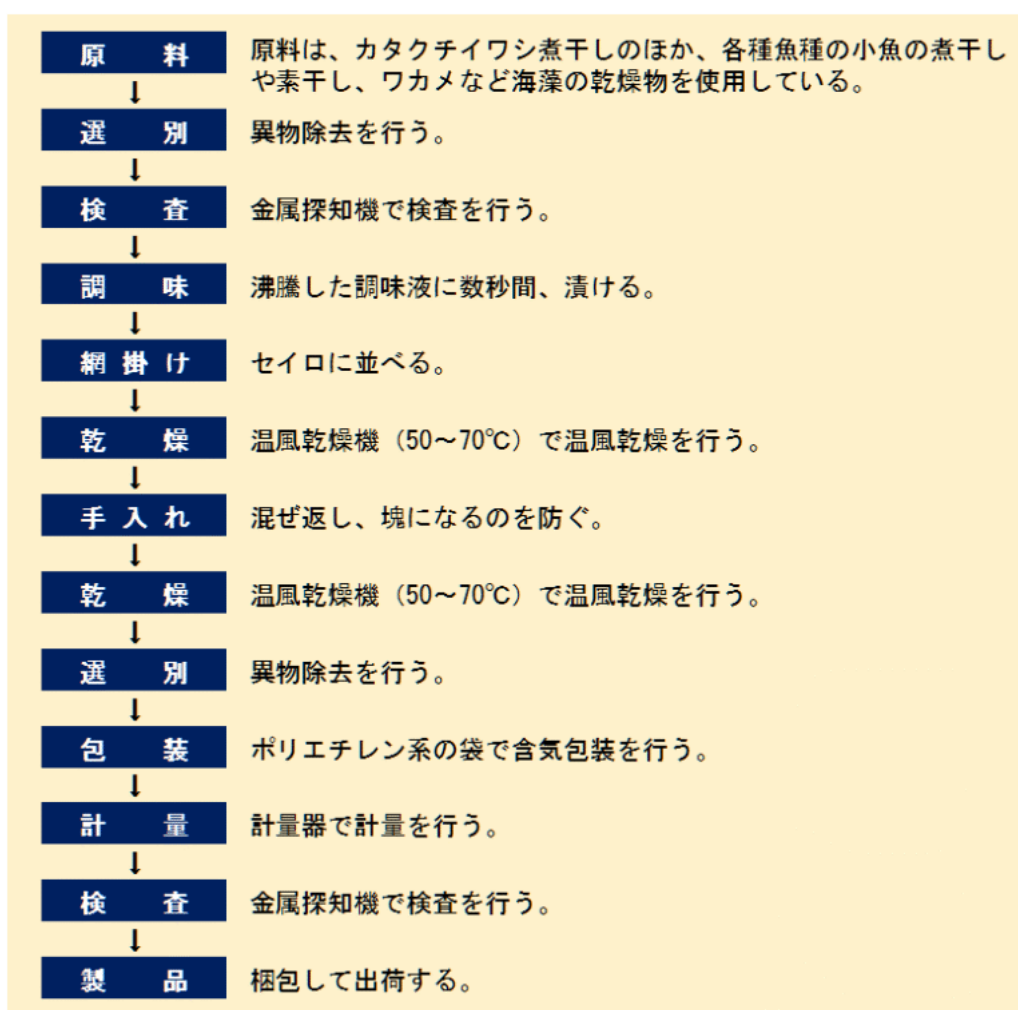 原料 原料は、カタクチイワシ煮干しのほか、各種魚種の小魚の煮干し
や素干し、ワカメなど海藻の乾燥物を使用している。
↓
選別 異物除去を行う。
↓
検査 金属探知機で検査を行う。
↓
調味 沸騰した調味液に数秒間、漬ける。
↓
網掛け セイロに並べる。
↓
乾燥 温風乾燥機（50～70℃）で温風乾燥を行う。
↓
手入れ 混ぜ返し、塊になるのを防ぐ。
↓
乾燥 温風乾燥機（50～70℃）で温風乾燥を行う。
↓
選別 異物除去を行う。
↓
包装 ポリエチレン系の袋で含気包装を行う。
↓
計量 計量器で計量を行う。
↓
検査 金属探知機で検査を行う。
↓
製品 梱包して出荷する。